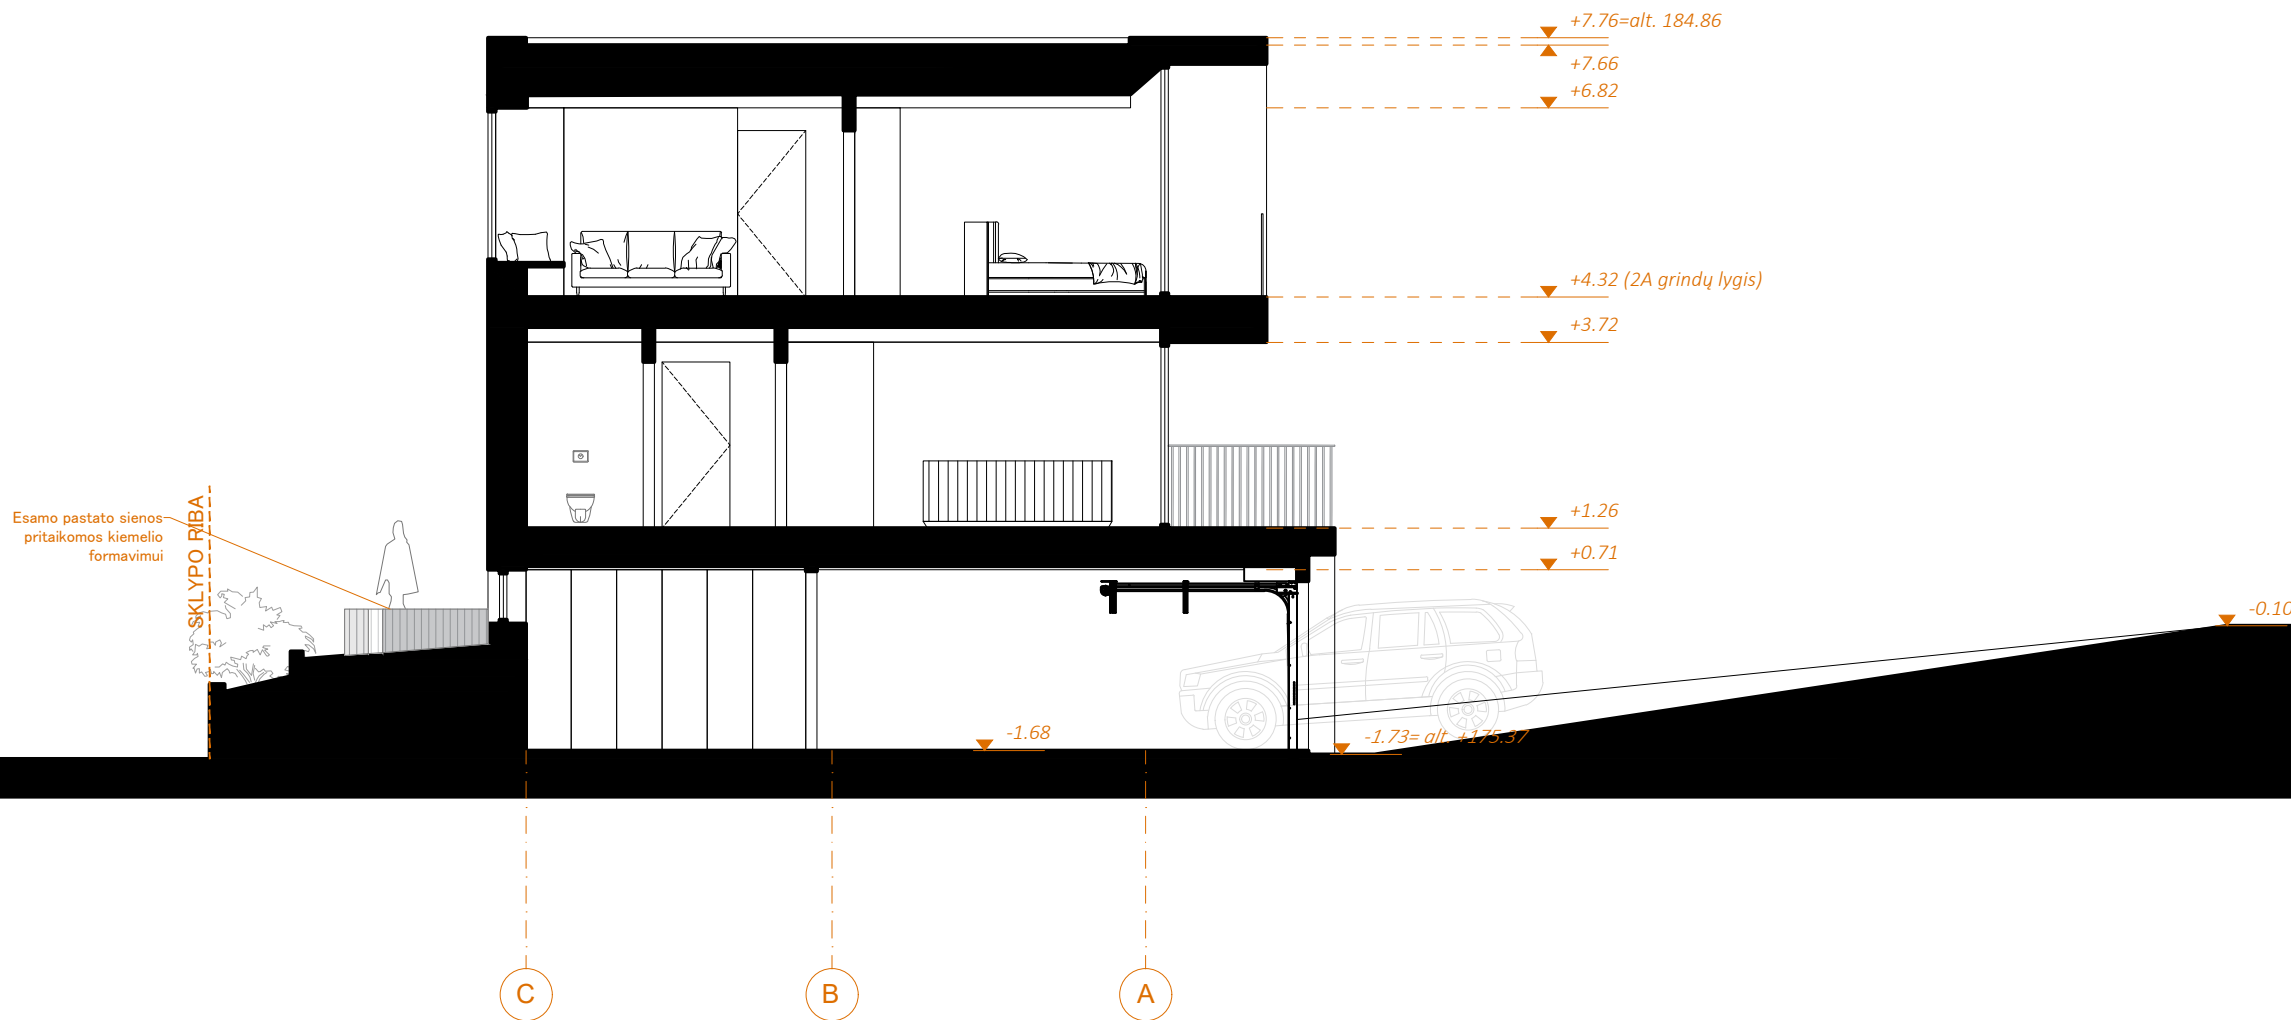 +7.76=alt. 184.86
+7.66
+6.82
+4.32 (2A grindų lygis)
+3.72
+1.26
+0.71
-0.10
-1.68
-1.73= alt. +175.37
SKLYPO RIBA
Esamo pastato sienos
pritaikomos kiemelio
formavimui
C
B
A